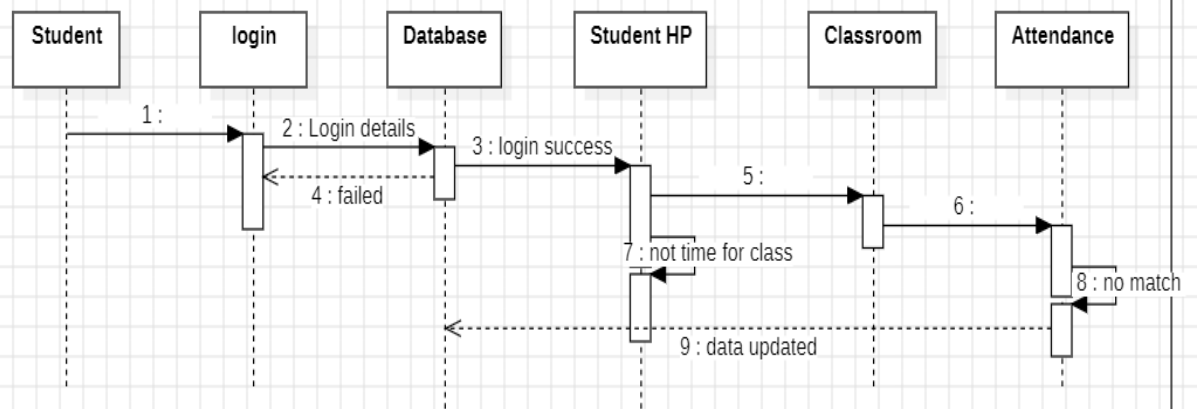 Student
login
Database
Student HP
Classroom
Attendance
1 :
2 : Login details
3 : login success
4 : failed
5 :
6 :
7 : not time for class
8 : no match
9 : data updated